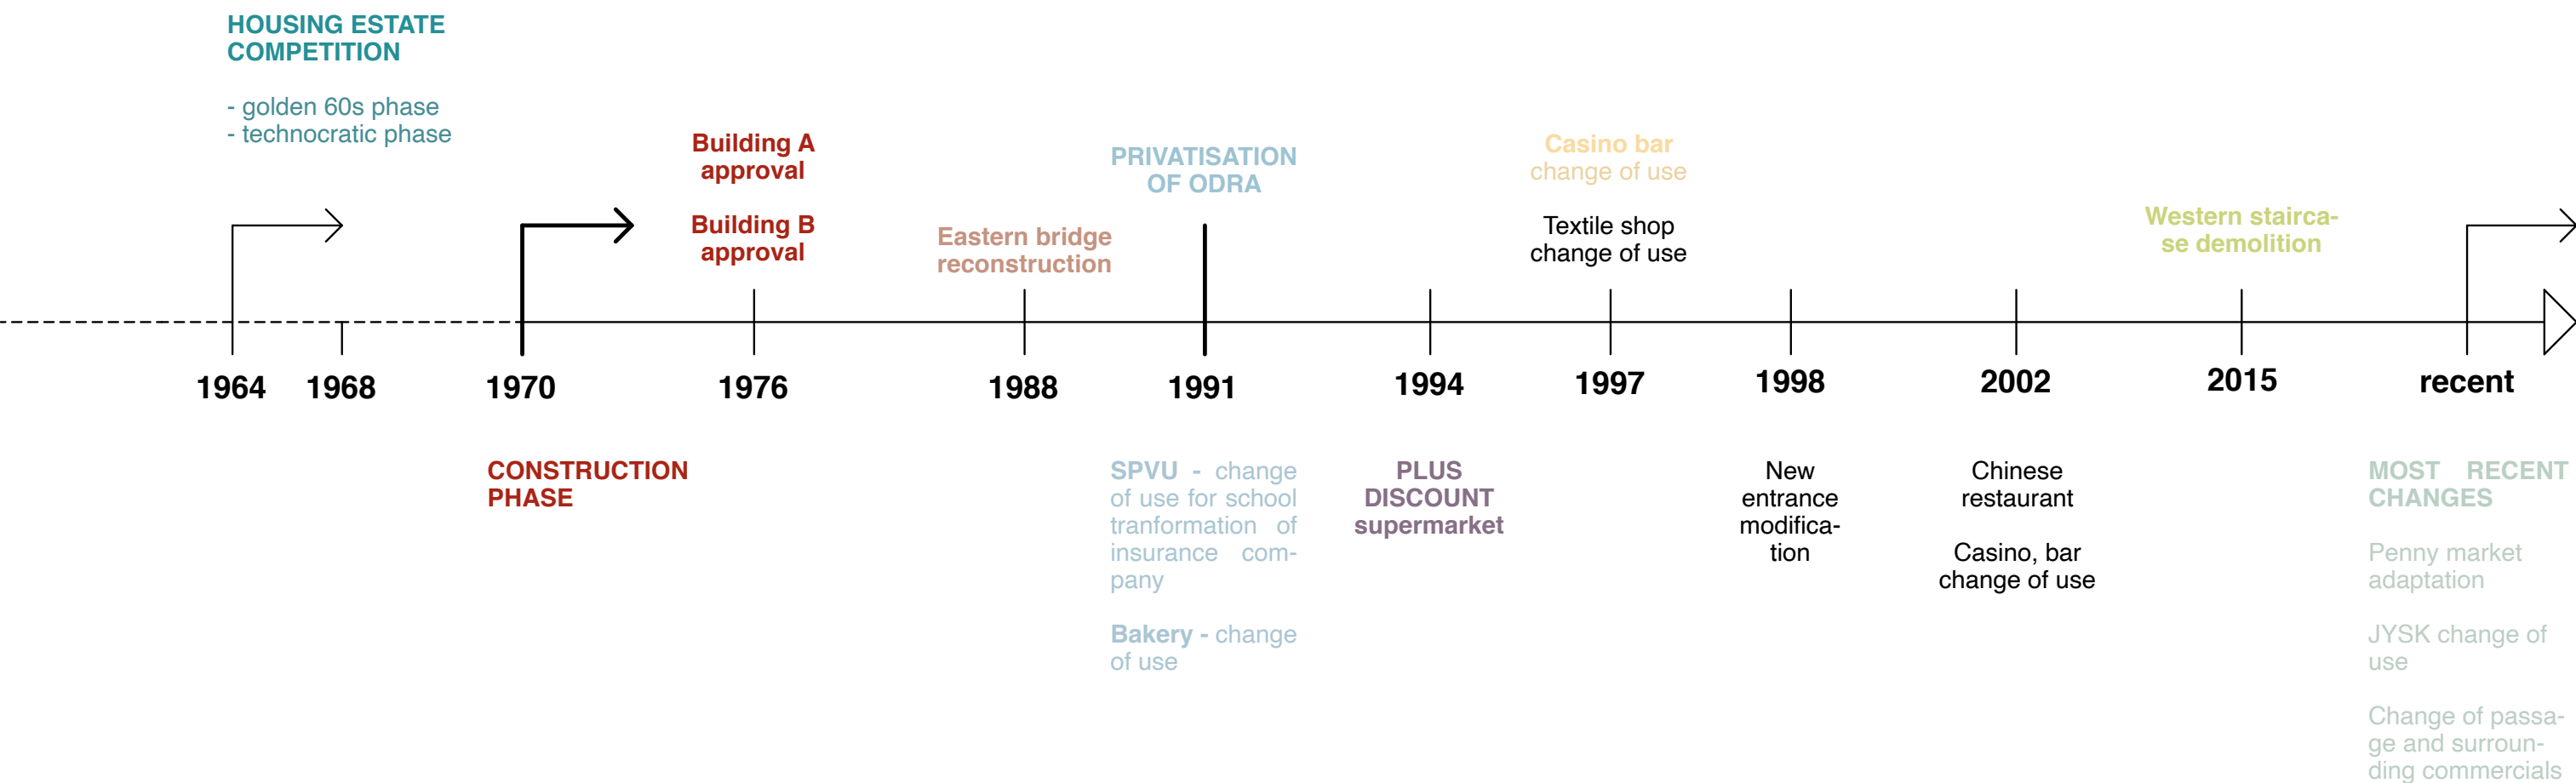 HOUSING ESTATE
COMPETITION
- golden 60s phase
- technocratic phase
Building A
approval
Building B
approval
Eastern bridge
reconstruction
PRIVATISATION
OF ODRA
Casino bar
change of use
Textile shop
change of use
Western stairca-
se demolition
1964
1968
1970
1976
1988
1991
1994
1997
1998
2002
2015
recent
CONSTRUCTION
PHASE
SPVU - change
of use for school
tranformation of
insurance com-
pany
Bakery - change
of use
PLUS
DISCOUNT
supermarket
New
entrance
modifica-
tion
Chinese
restaurant
Casino, bar
change of use
MOST RECENT
CHANGES
Penny market
adaptation
JYSK change of
use
Change of passa-
ge and surroun-
ding commercials